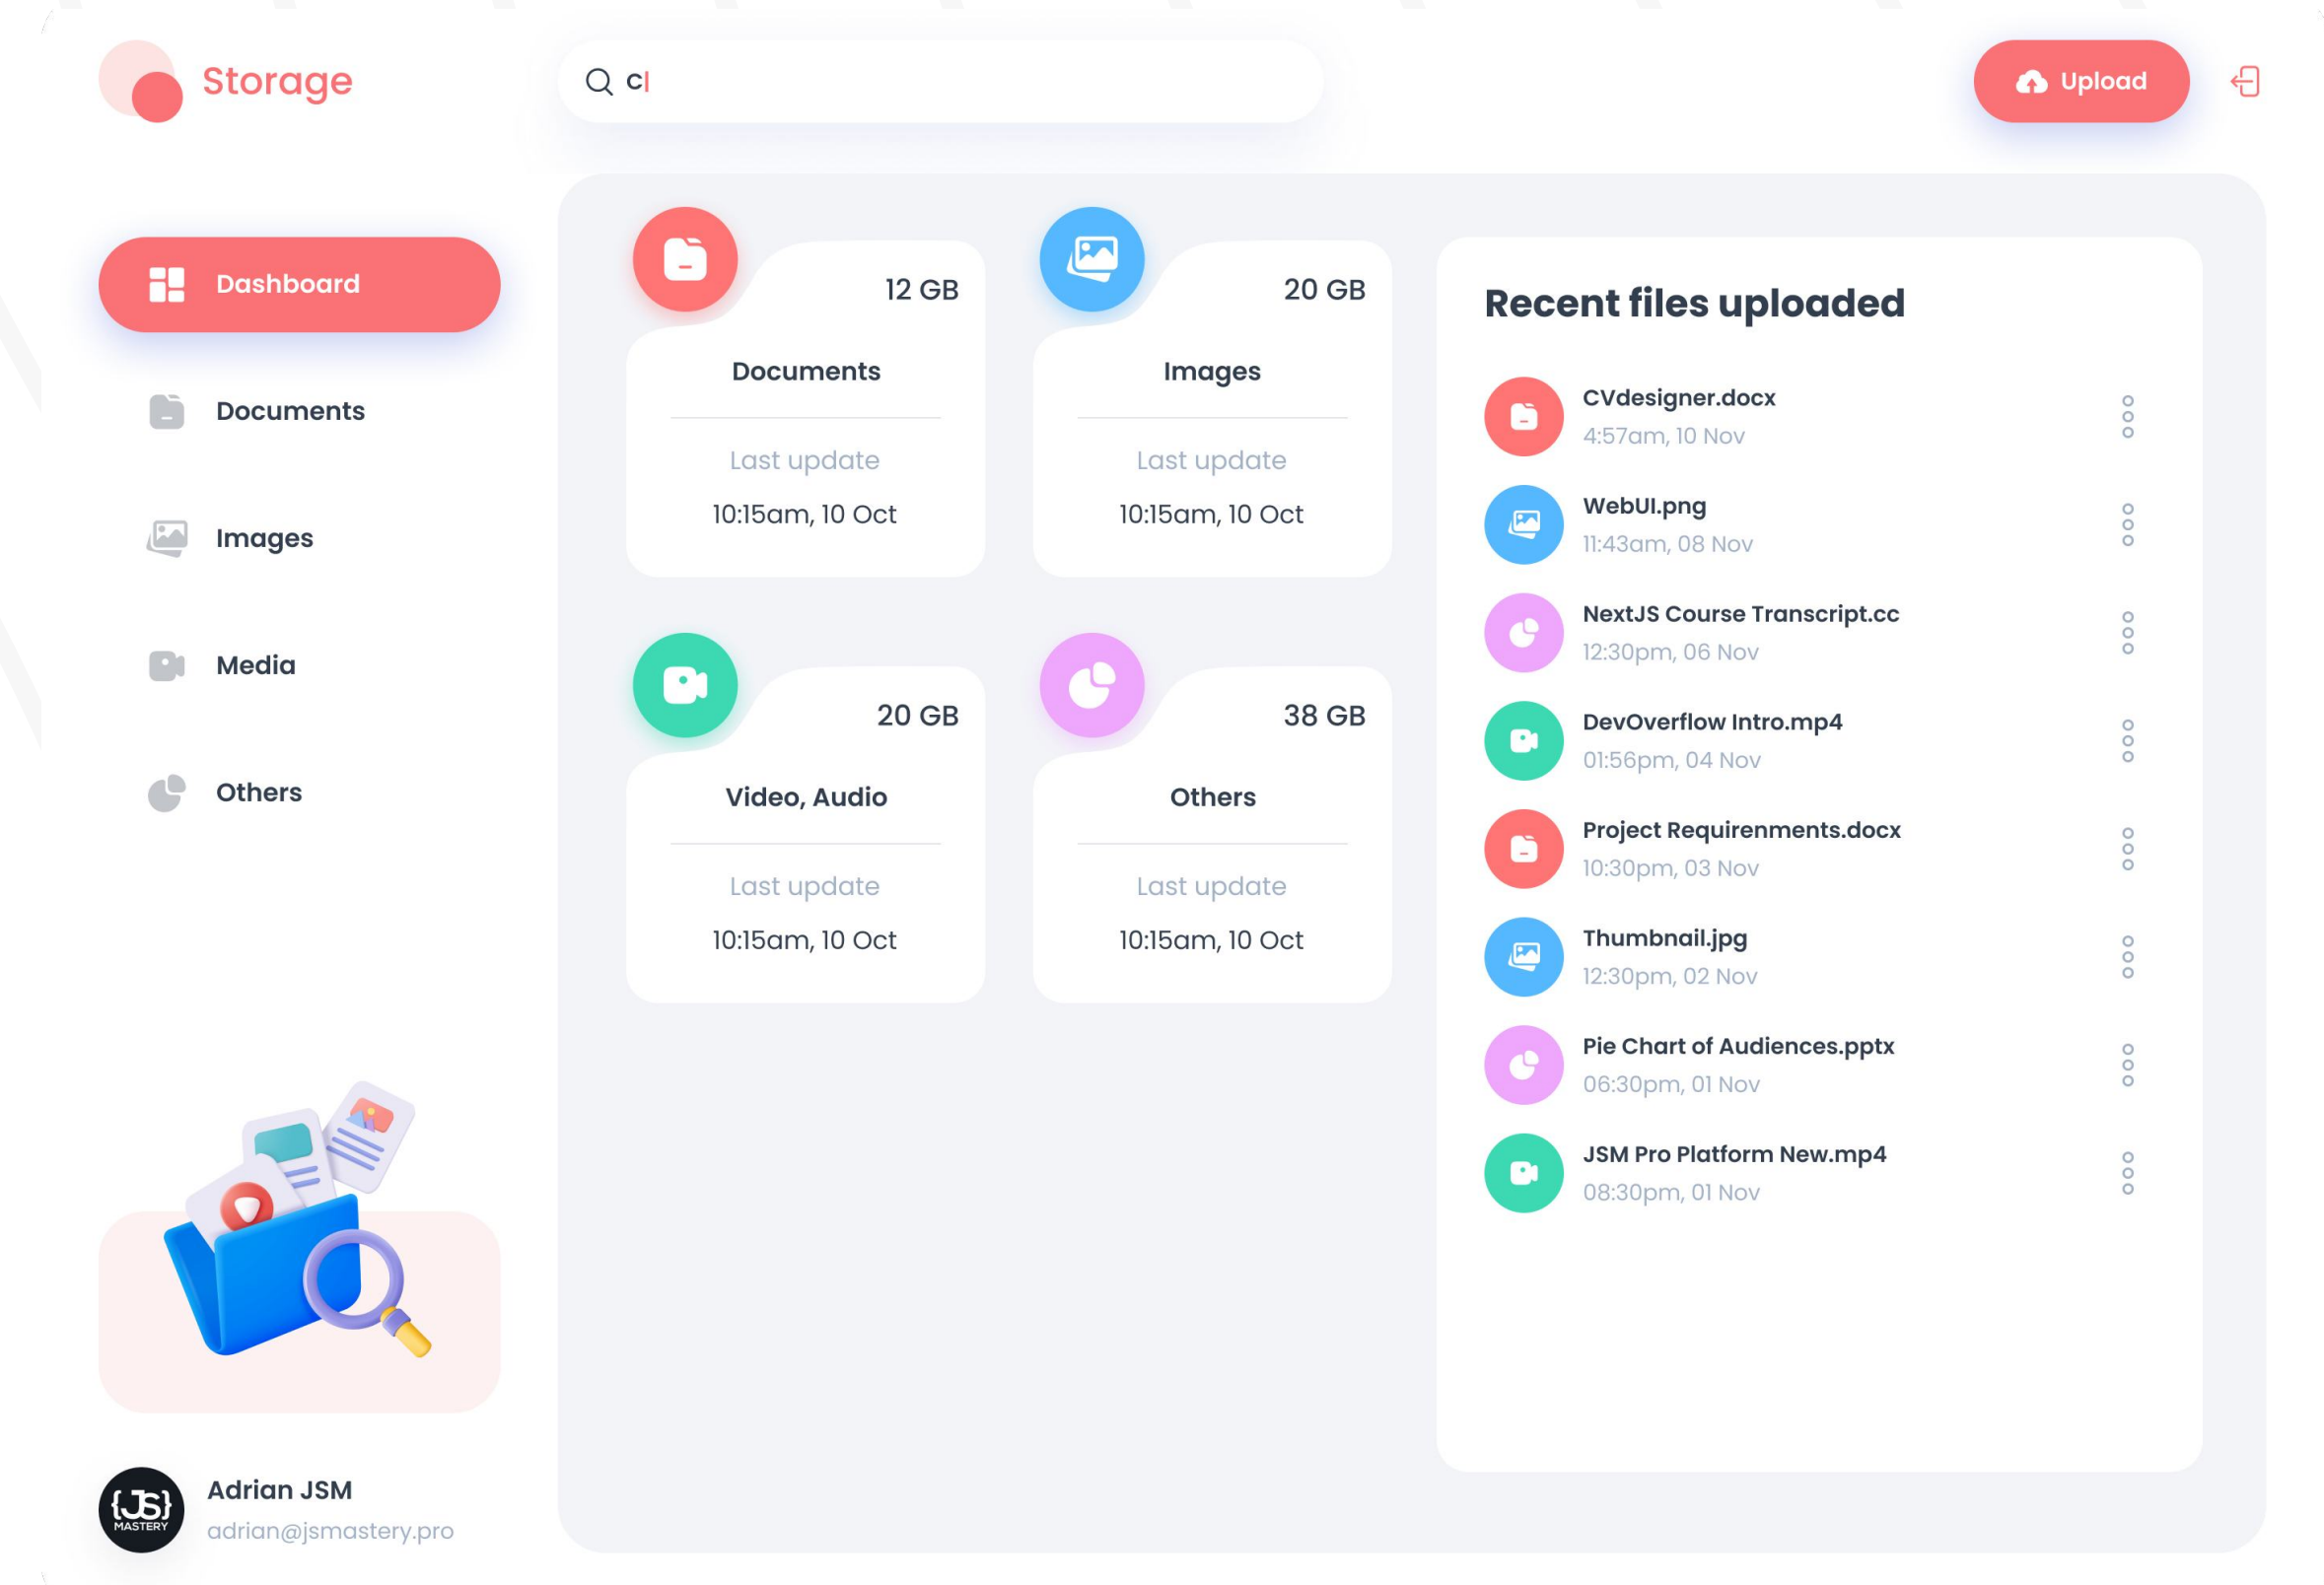 Storage
c
Upload
Dashboard
Documents
Images
Media
Others
Adrian JSM
adrian@jsmastery.pro
{JS}
MASTERY
12 GB
Documents
Last update
10:15am, 10 Oct
20 GB
Images
Last update
10:15am, 10 Oct
20 GB
Video, Audio
Last update
10:15am, 10 Oct
38 GB
Others
Last update
10:15am, 10 Oct
Recent files uploaded
CVdesigner.docx
4:57am, 10 Nov
WebUI.png
11:43am, 08 Nov
NextJS Course Transcript.cc
12:30pm, 06 Nov
DevOverflow Intro.mp4
01:56pm, 04 Nov
Project Requirenments.docx
10:30pm, 03 Nov
Thumbnail.jpg
12:30pm, 02 Nov
Pie Chart of Audiences.pptx
06:30pm, 01 Nov
JSM Pro Platform New.mp4
08:30pm, 01 Nov